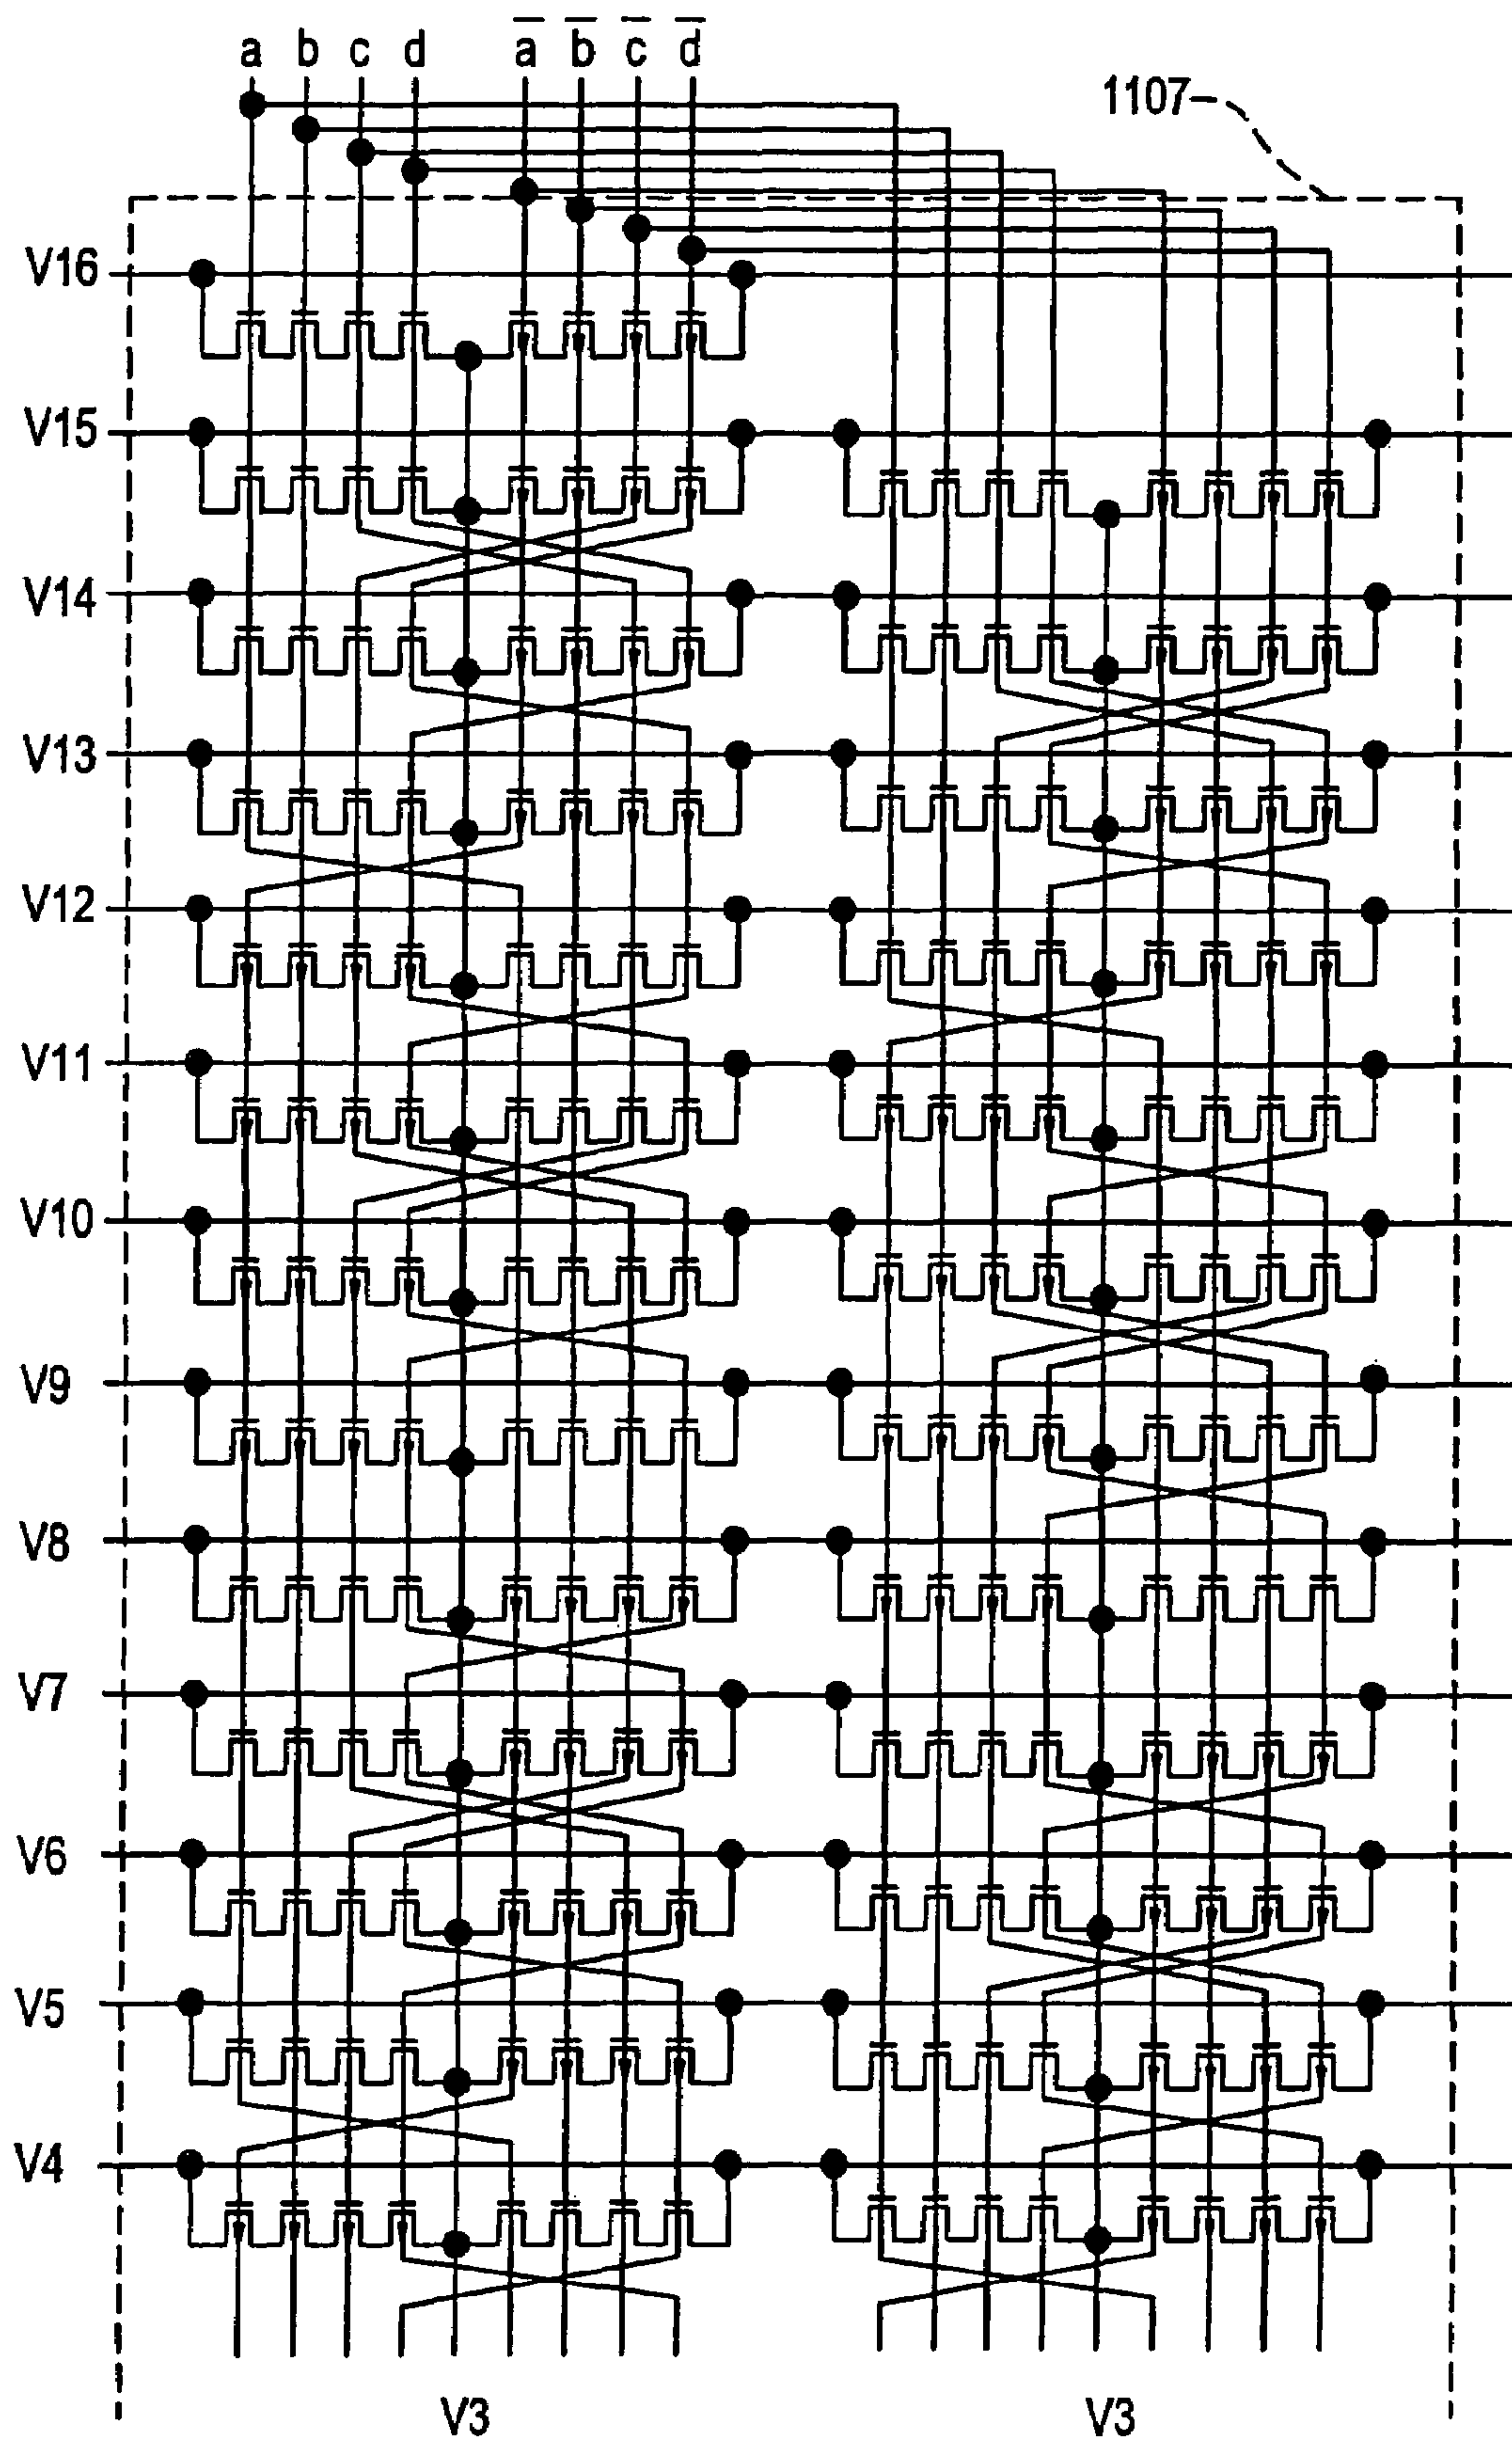 a b c d a̅ b̅ c̅ d̅
1107
V16
V15
V14
V13
V12
V11
V10
V9
V8
V7
V6
V5
V4
V3 V3